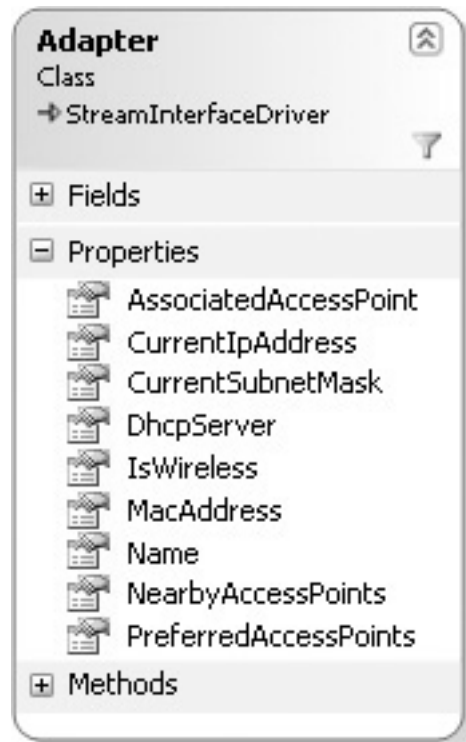 Adapter
Class
StreamInterfaceDriver
Fields
Properties
AssociatedAccessPoint
CurrentIpAddress
CurrentSubnetMask
DhcpServer
IsWireless
MacAddress
Name
NearbyAccessPoints
PreferredAccessPoints
Methods